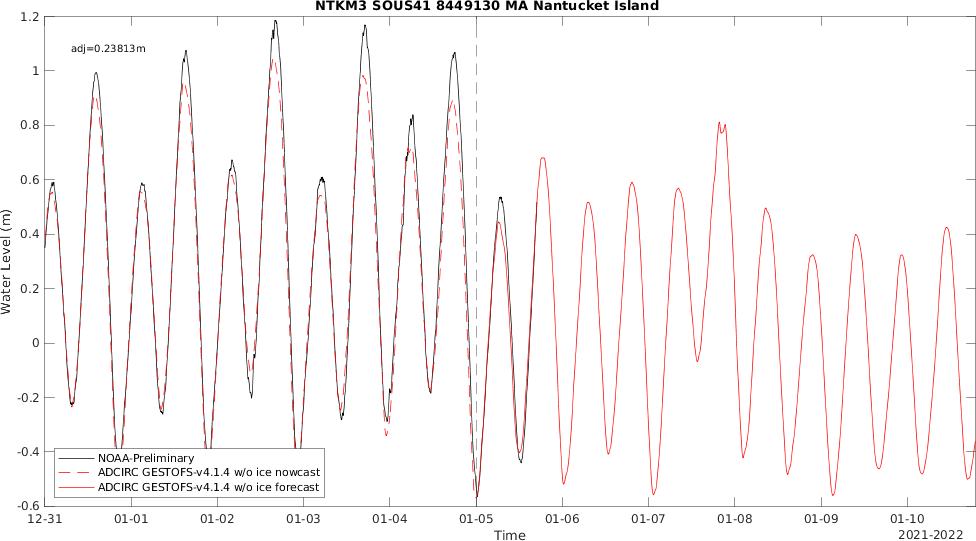 NTKM3 SOUS41 8449130 MA Nantucket Island
1.2
adj=0.23813m
1
0.8
0.6
0.4
0.2
0
-0.2
-0.4
-0.6
Water Level (m)
NOAA-Preliminary
ADCIRC GESTOFS-v4.1.4 w/o ice nowcast
ADCIRC GESTOFS-v4.1.4 w/o ice forecast
12-31 01-01 01-02 01-03 01-04 01-05 01-06 01-07 01-08 01-09 01-10
Time
2021-2022